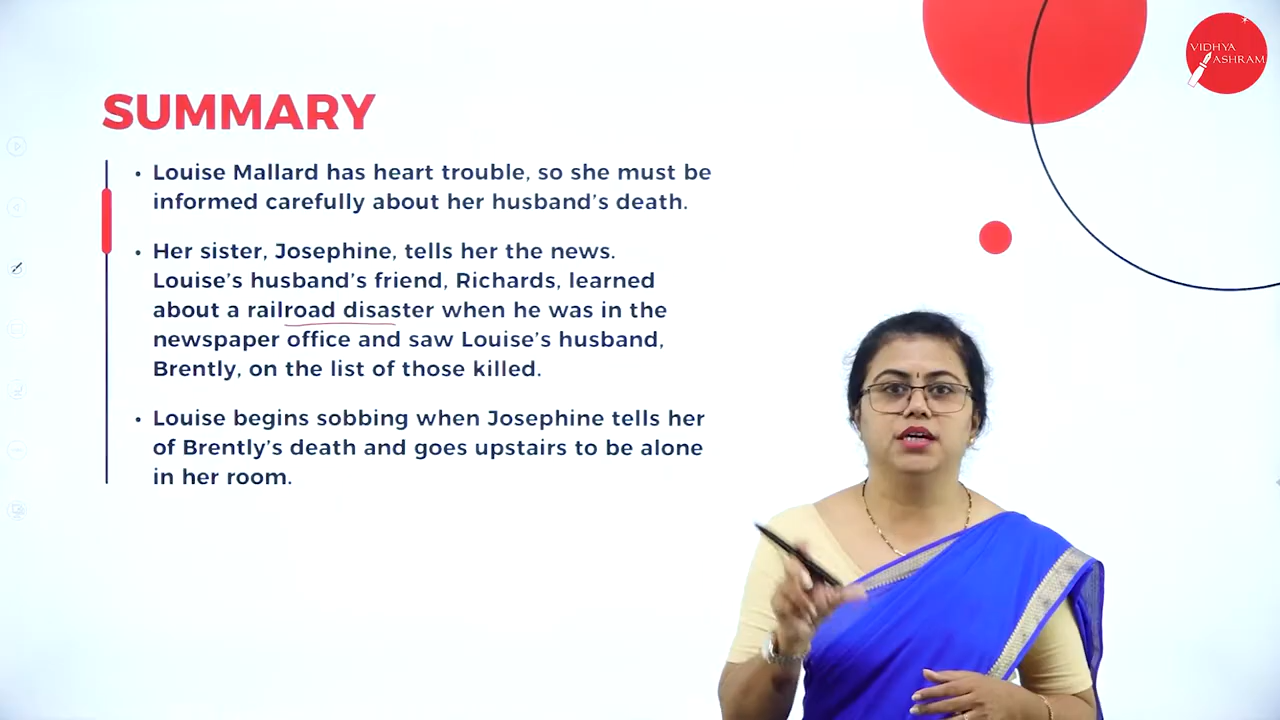 VIDHYA
ASHRAM
SUMMARY
• Louise Mallard has heart trouble, so she must be
informed carefully about her husband's death.
• Her sister, Josephine, tells her the news.
Louise's husband's friend, Richards, learned
about a railroad disaster when he was in the
newspaper office and saw Louise's husband,
Brently, on the list of those killed.
• Louise begins sobbing when Josephine tells her
of Brently's death and goes upstairs to be alone
in her room.